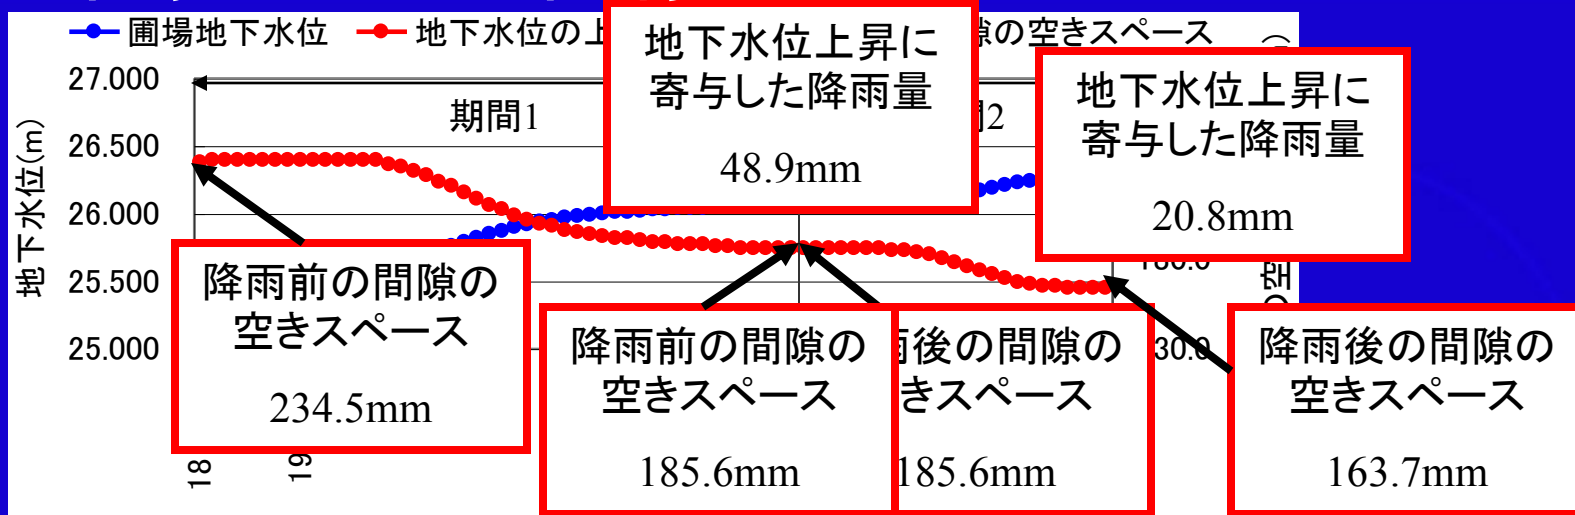 圃場地下水位
地下水位の上
隙の空きスペース
27.000
26.500
26.000
25.500
25.000
地下水位(m)
期間1
間2
地下水位上昇に
寄与した降雨量
48.9mm
地下水位上昇に
寄与した降雨量
20.8mm
降雨前の間隙の
空きスペース
234.5mm
降雨前の間隙の
空きスペース
185.6mm
雨後の間隙の
きスペース
185.6mm
降雨後の間隙の
空きスペース
163.7mm
30.0
の空
18
19